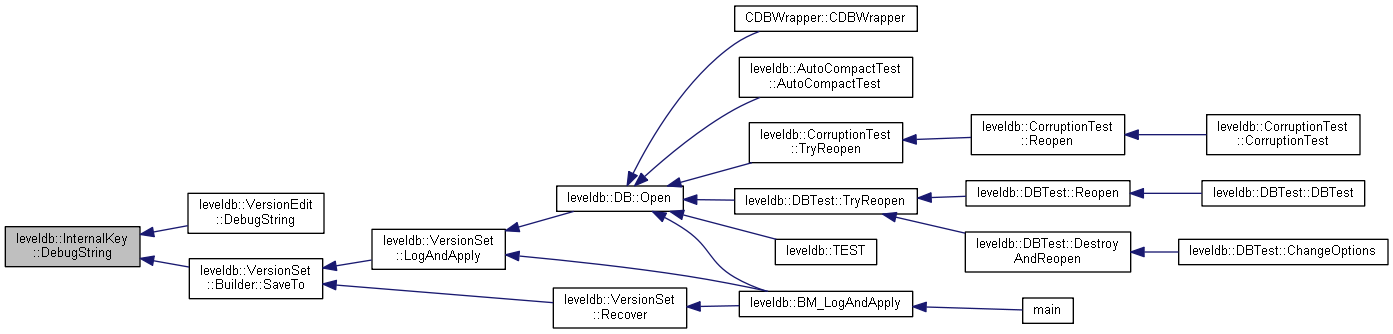 leveldb::InternalKey
::DebugString
leveldb::VersionEdit
::DebugString
leveldb::VersionSet
::Builder::SaveTo
leveldb::VersionSet
::LogAndApply
leveldb::VersionSet
::Recover
leveldb::DB::Open
CDBWrapper::CDBWrapper
leveldb::AutoCompactTest
::AutoCompactTest
leveldb::CorruptionTest
::TryReopen
leveldb::DBTest::TryReopen
leveldb::TEST
leveldb::BM_LogAndApply
leveldb::CorruptionTest
::Reopen
leveldb::DBTest::Reopen
leveldb::DBTest::Destroy
AndReopen
main
leveldb::CorruptionTest
::CorruptionTest
leveldb::DBTest::DBTest
leveldb::DBTest::ChangeOptions